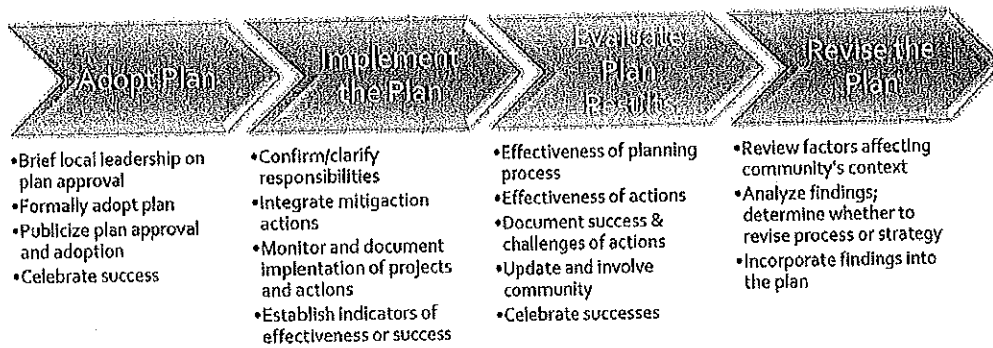 Adopt Plan
•Brief local leadership on
plan approval
•Formally adopt plan
•Publicize plan approval
and adoption
•Celebrate success
Implement
the Plan
•Confirm/clarify
responsibilities
•Integrate mitigaction
actions
•Monitor and document
implentation of projects
and actions
•Establish indicators of
effectiveness or success
Evaluate
Plan
Results
•Effectiveness of planning
process
•Effectiveness of actions
•Document success &
challenges of actions
•Update and involve
community
•Celebrate successes
Revise the
Plan
•Review factors affecting
community's context
•Analyze findings;
determine whether to
revise process or strategy
•Incorporate findings into
the plan